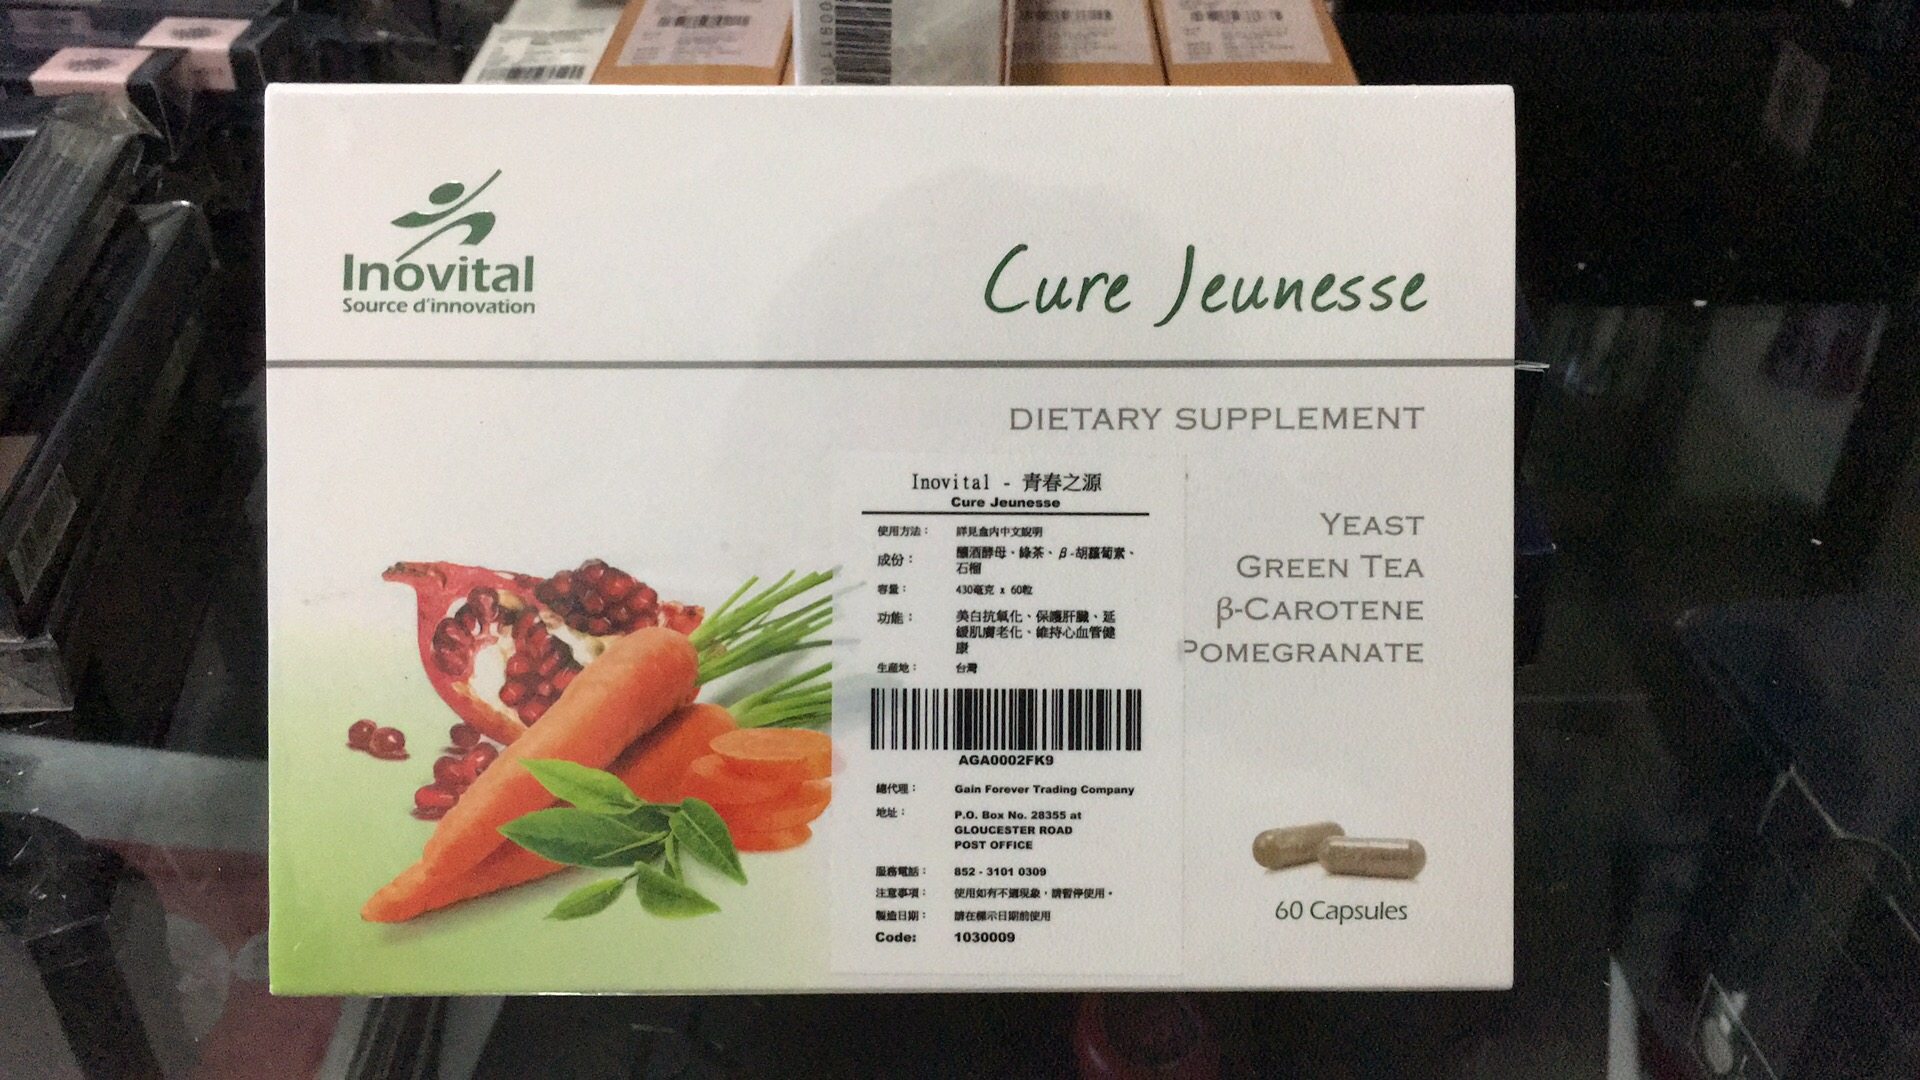 Inovital
Source d'innovation
Cure Jeunesse
DIETARY SUPPLEMENT
YEAST
GREEN TEA
β-CAROTENE
POMEGRANATE
60 Capsules
Inovital - 青春之源
Cure Jeunesse
使用方法： 詳見盒內中文說明
成份： 釀酒酵母、綠茶、β-胡蘿蔔素、
石榴
容量： 430毫克 x 60粒
功能： 美白抗氧化、保護肝臟、延
緩肌膚老化、維持心血管健
康
生產地： 台灣
AGA0002FK9
總代理： Gain Forever Trading Company
地址： P.O. Box No. 28355 at
GLOUCESTER ROAD
POST OFFICE
服務電話： 852 - 3101 0309
注意事項： 使用如有不適現象，請暫停使用。
製造日期： 請在標示日期前使用
Code: 1030009